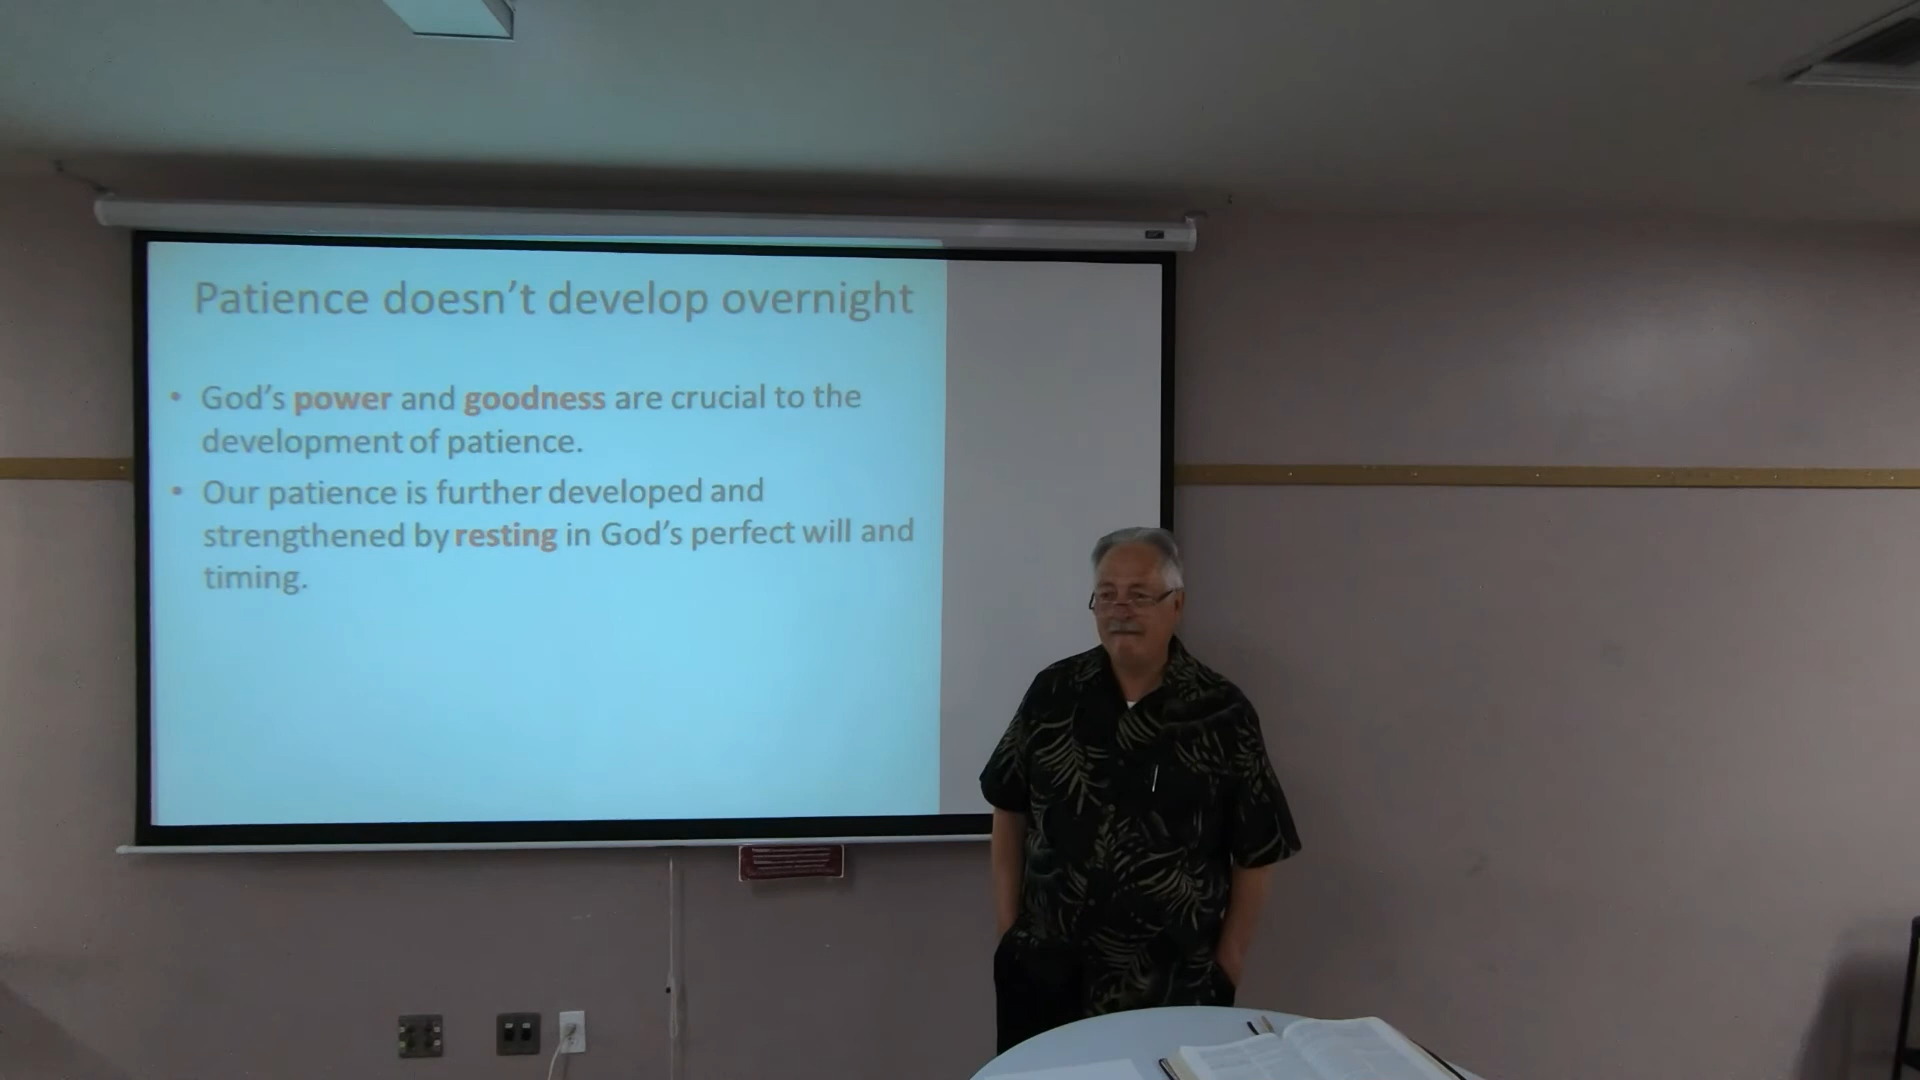 Patience doesn't develop overnight
• God's power and goodness are crucial to the
development of patience.
• Our patience is further developed and
strengthened by resting in God's perfect will and
timing.